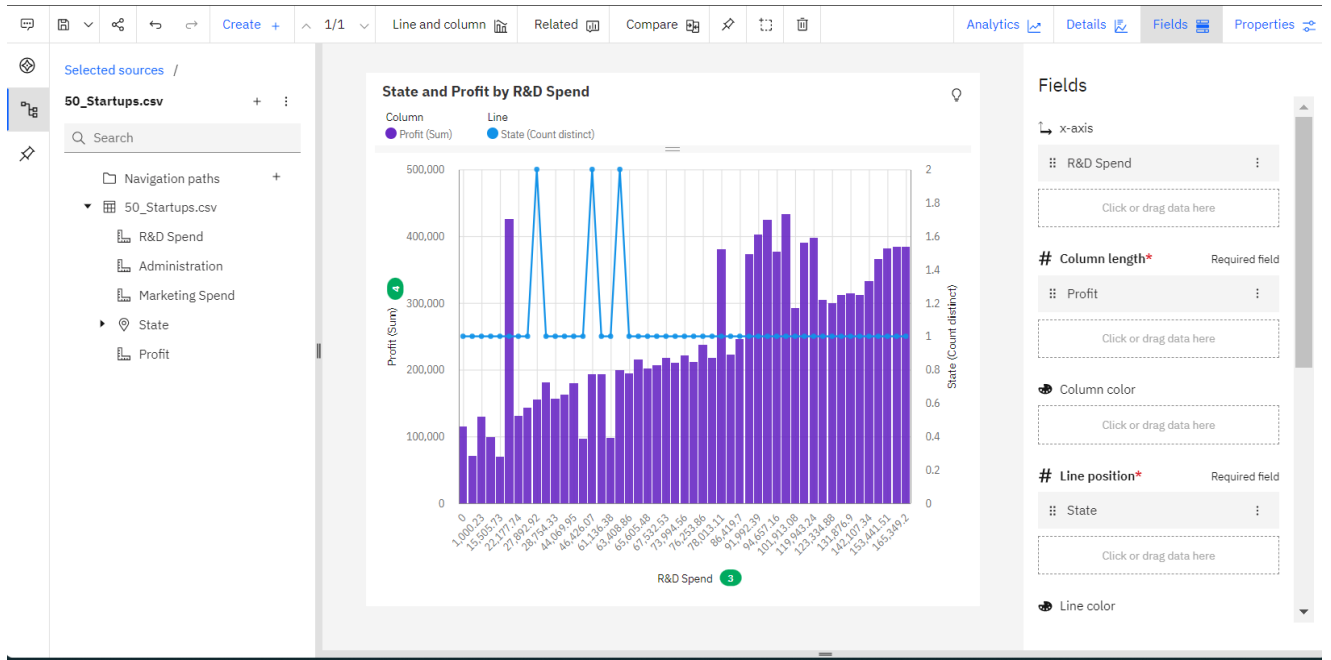 Create + 1/1 Line and column Related Compare Analytics Details Fields Properties
Selected sources /
50_Startups.csv + 
Search
Navigation paths +
50_Startups.csv
R&D Spend
Administration
Marketing Spend
State
Profit
State and Profit by R&D Spend
Column Line
Profit (Sum) State (Count distinct)
500,000
400,000
300,000
200,000
100,000
0
Profit (Sum) 4
2
1.8
1.6
1.4
1.2
1
0.8
0.6
0.4
0.2
0
State (Count distinct)
0
1,000.23
15,505.73
22,177.74
27,892.92
28,754.33
44,069.95
46,426.07
61,136.38
63,408.86
65,605.48
67,532.53
73,994.56
76,253.86
78,013.11
86,419.7
91,992.39
94,657.16
101,913.08
119,943.24
123,334.88
131,876.9
142,107.34
153,441.51
165,349.2
R&D Spend 3
Fields
x-axis
R&D Spend
Click or drag data here
# Column length* Required field
Profit
Click or drag data here
Column color
Click or drag data here
# Line position* Required field
State
Click or drag data here
Line color